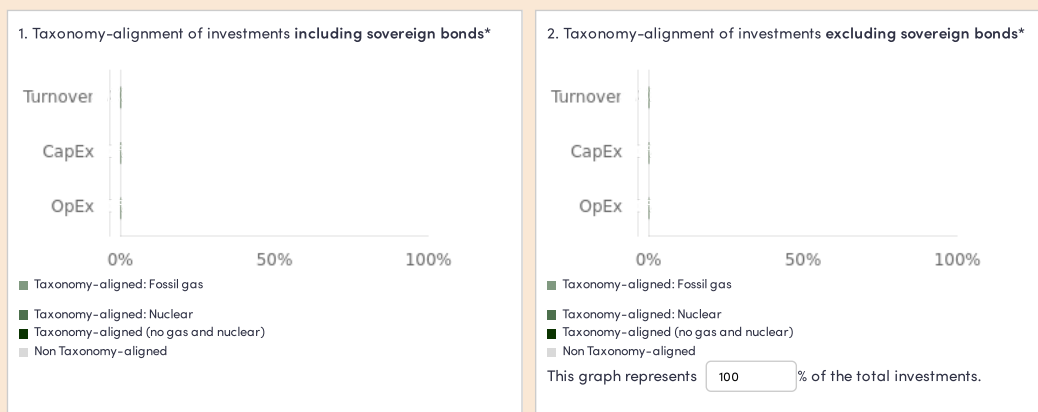 1. Taxonomy-alignment of investments including sovereign bonds*
Turnover
CapEx
OpEx
0% 50% 100%
Taxonomy-aligned: Fossil gas
Taxonomy-aligned: Nuclear
Taxonomy-aligned (no gas and nuclear)
Non Taxonomy-aligned
2. Taxonomy-alignment of investments excluding sovereign bonds*
Turnover
CapEx
OpEx
0% 50% 100%
Taxonomy-aligned: Fossil gas
Taxonomy-aligned: Nuclear
Taxonomy-aligned (no gas and nuclear)
Non Taxonomy-aligned
This graph represents 100 % of the total investments.